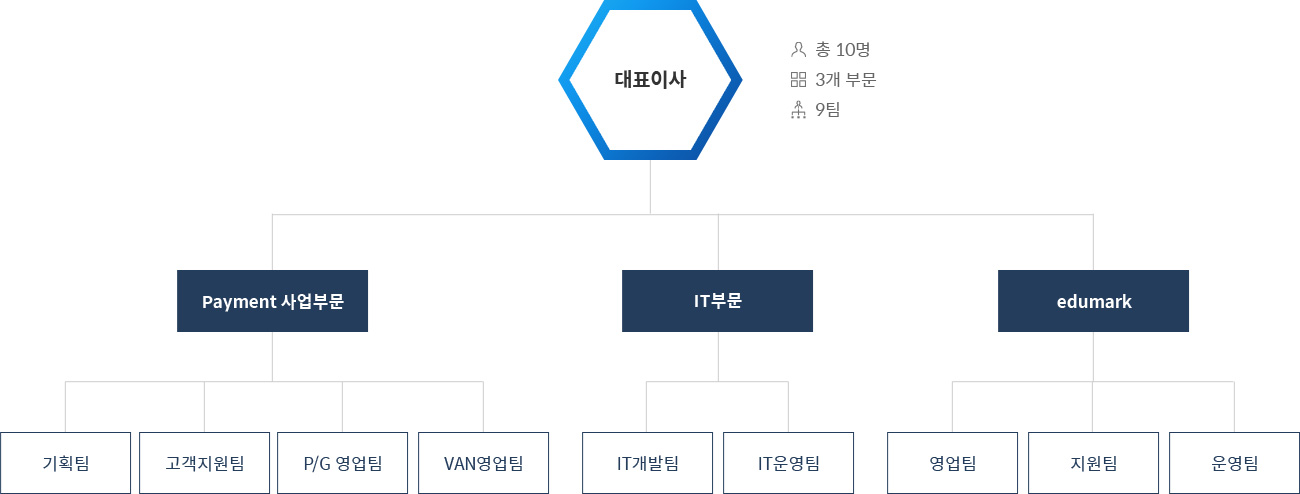 대표이사
총 10명
3개 부문
9팀
Payment 사업부문
IT부문
edumark
기획팀
고객지원팀
P/G 영업팀
VAN영업팀
IT개발팀
IT운영팀
영업팀
지원팀
운영팀